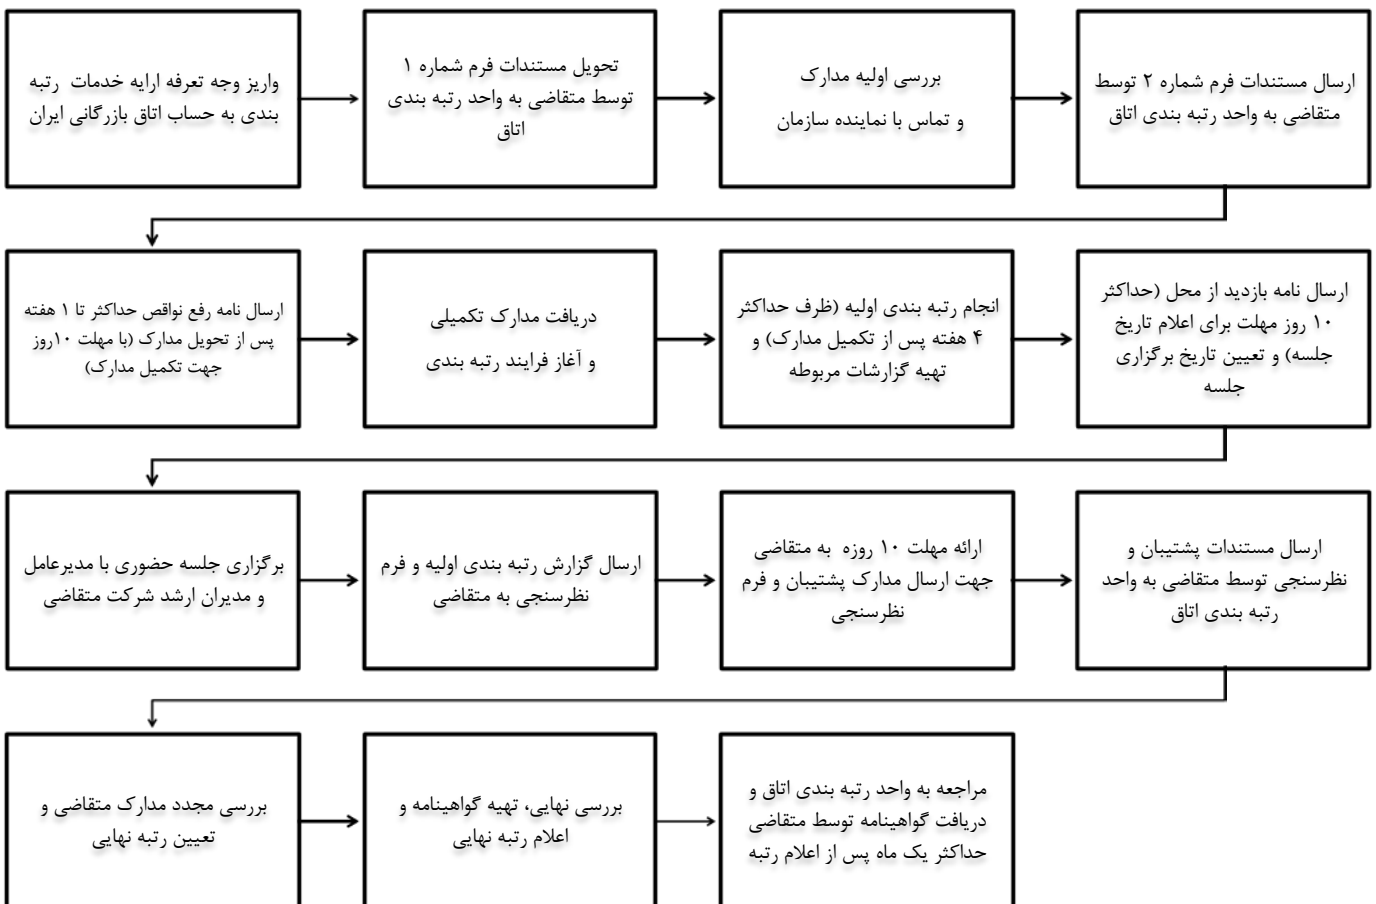 واریز وجه تعرفه ارایه خدمات رتبه
بندی به حساب اتاق بازرگانی ایران
تحویل مستندات فرم شماره ۱
توسط متقاضی به واحد رتبه بندی
اتاق
بررسی اولیه مدارک
و تماس با نماینده سازمان
ارسال مستندات فرم شماره ۲ توسط
متقاضی به واحد رتبه بندی اتاق
ارسال نامه رفع نواقص حداکثر تا ۱ هفته
پس از تحویل مدارک (با مهلت ۱۰روز
جهت تکمیل مدارک)
دریافت مدارک تکمیلی
و آغاز فرایند رتبه بندی
انجام رتبه بندی اولیه (ظرف حداکثر
۴ هفته پس از تکمیل مدارک) و
تهیه گزارشات مربوطه
ارسال نامه بازدید از محل (حداکثر
۱۰ روز مهلت برای اعلام تاریخ
جلسه) و تعیین تاریخ برگزاری
جلسه
برگزاری جلسه حضوری با مدیرعامل
و مدیران ارشد شرکت متقاضی
ارسال گزارش رتبه بندی اولیه و فرم
نظرسنجی به متقاضی
ارائه مهلت ۱۰ روزه به متقاضی
جهت ارسال مدارک پشتیبان و فرم
نظرسنجی
ارسال مستندات پشتیبان و
نظرسنجی توسط متقاضی به واحد
رتبه بندی اتاق
بررسی مجدد مدارک متقاضی و
تعیین رتبه نهایی
بررسی نهایی، تهیه گواهینامه و
اعلام رتبه نهایی
مراجعه به واحد رتبه بندی اتاق و
دریافت گواهینامه توسط متقاضی
حداکثر یک ماه پس از اعلام رتبه